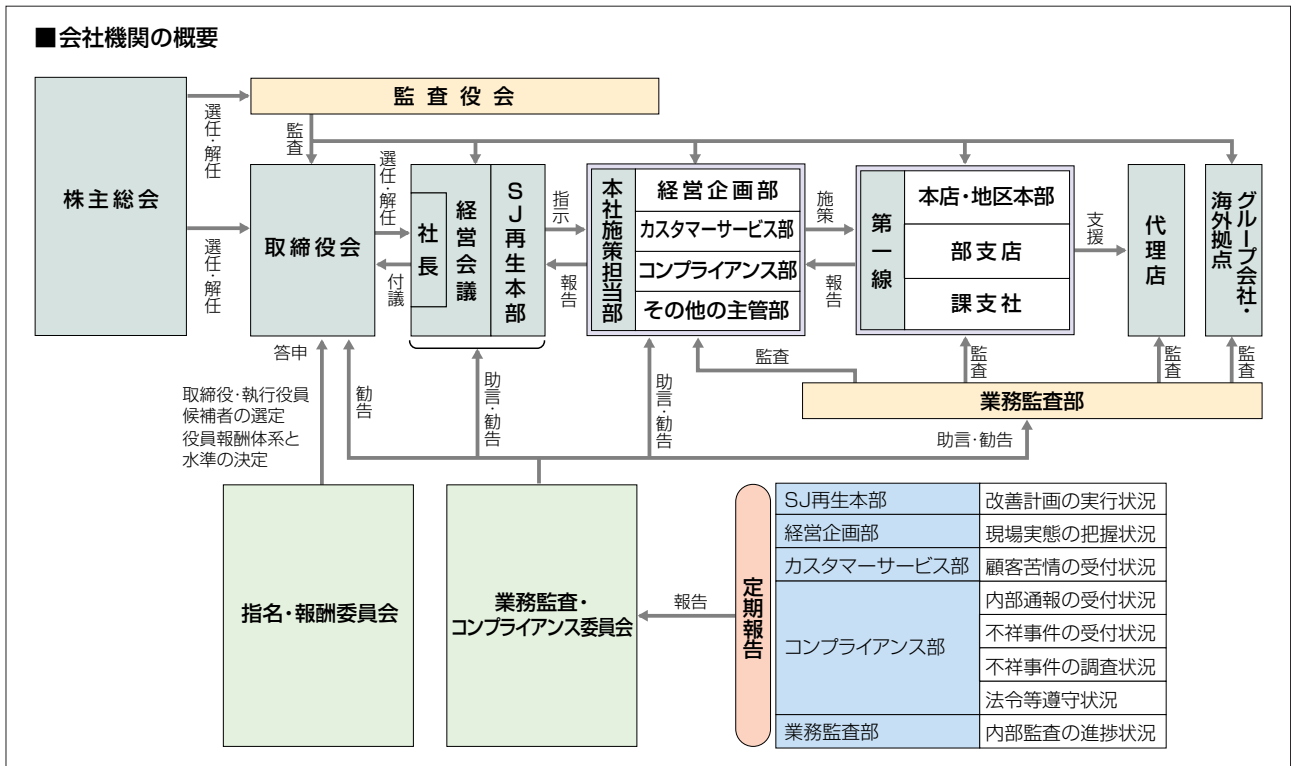 ■会社機関の概要
株主総会
選任・解任
選任・解任
監査役会
監査
取締役会
選任・解任
付議
社長
経営会議
SJ再生本部
指示
報告
本社施策担当部
経営企画部
カスタマーサービス部
コンプライアンス部
その他の主管部
施策
報告
第一線
本店・地区本部
部支店
課支社
支援
代理店
グループ会社・
海外拠点
答申
取締役・執行役員
候補者の選定
役員報酬体系と
水準の決定
勧告
助言・勧告
助言・勧告
監査
監査
監査
監査
業務監査部
助言・勧告
指名・報酬委員会
業務監査・
コンプライアンス委員会
報告
定期報告
SJ再生本部 改善計画の実行状況
経営企画部 現場実態の把握状況
カスタマーサービス部 顧客苦情の受付状況
コンプライアンス部 内部通報の受付状況
不祥事件の受付状況
不祥事件の調査状況
法令等遵守状況
業務監査部 内部監査の進捗状況